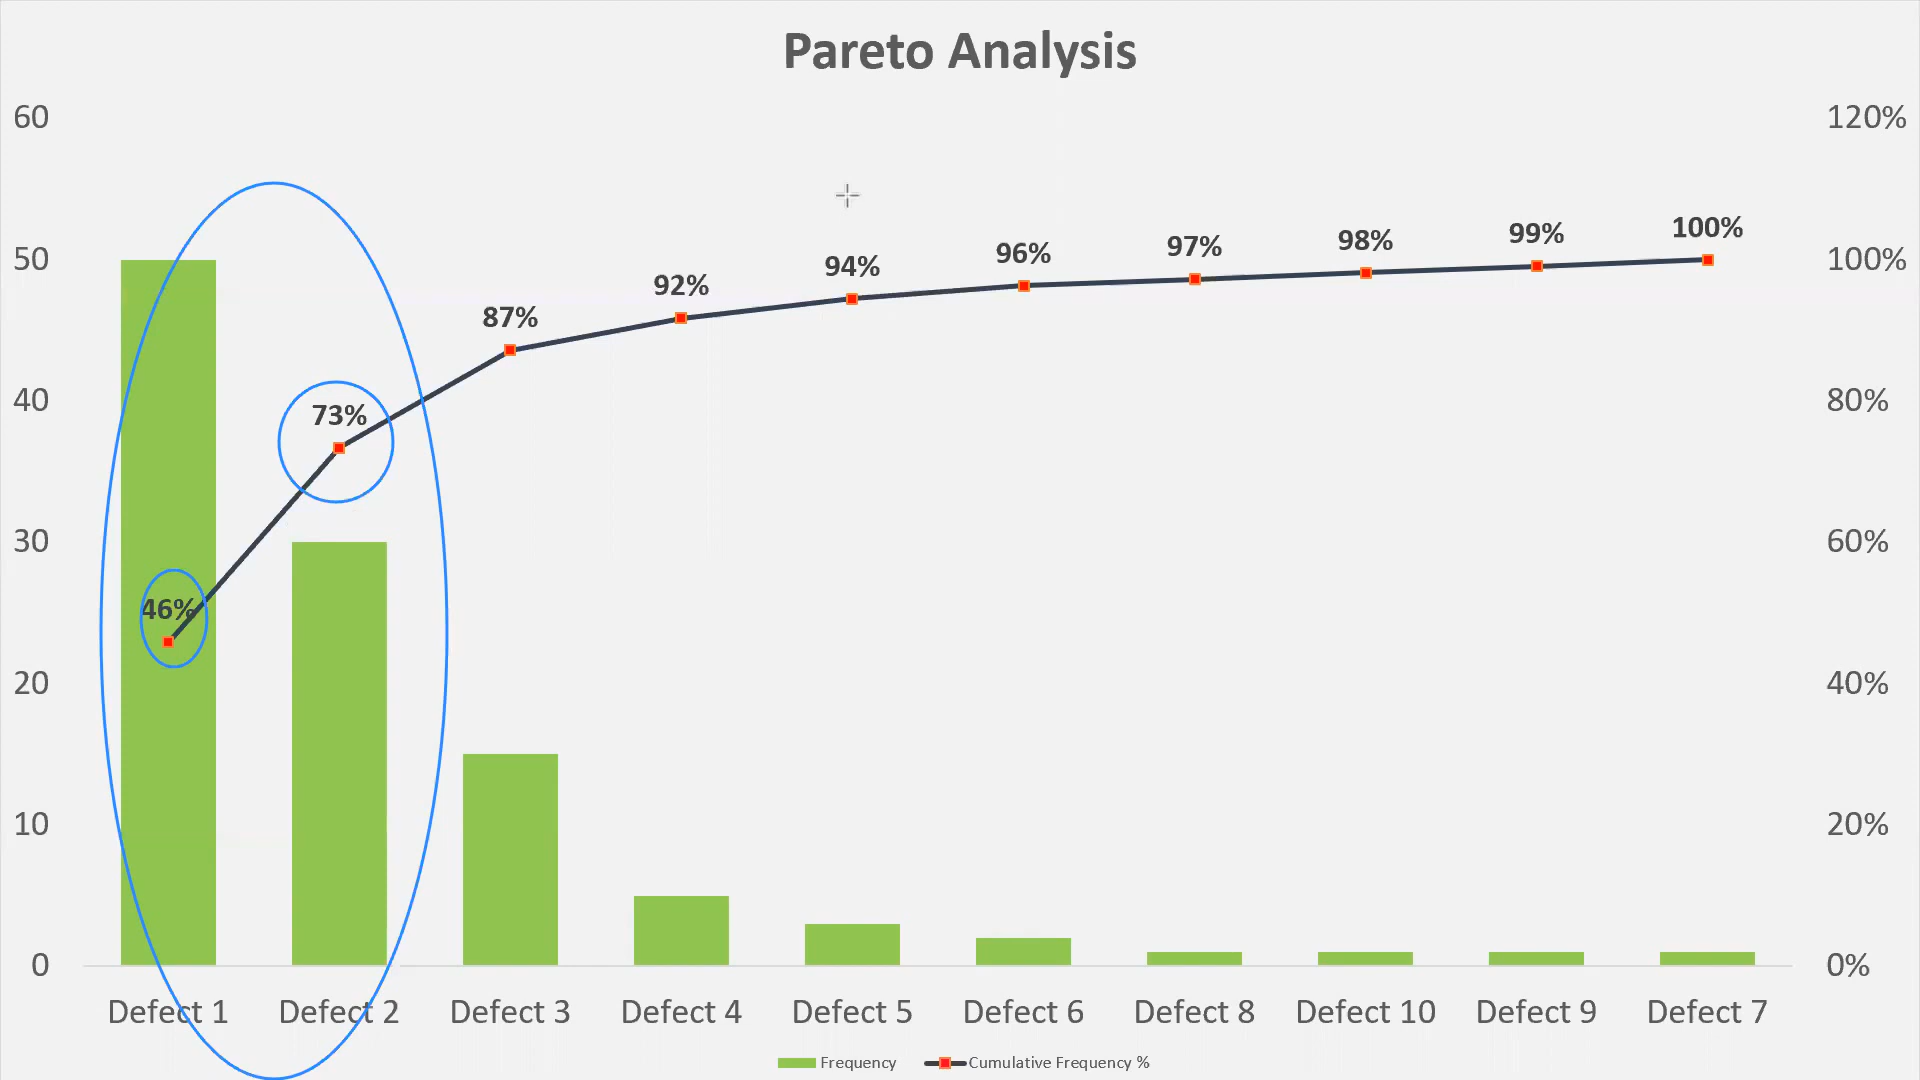 Pareto Analysis
60
120%
50
100%
40
80%
30
60%
20
40%
10
20%
0
0%
46%
73%
87%
92%
94%
96%
97%
98%
99%
100%
Defect 1
Defect 2
Defect 3
Defect 4
Defect 5
Defect 6
Defect 8
Defect 10
Defect 9
Defect 7
Frequency
Cumulative Frequency %